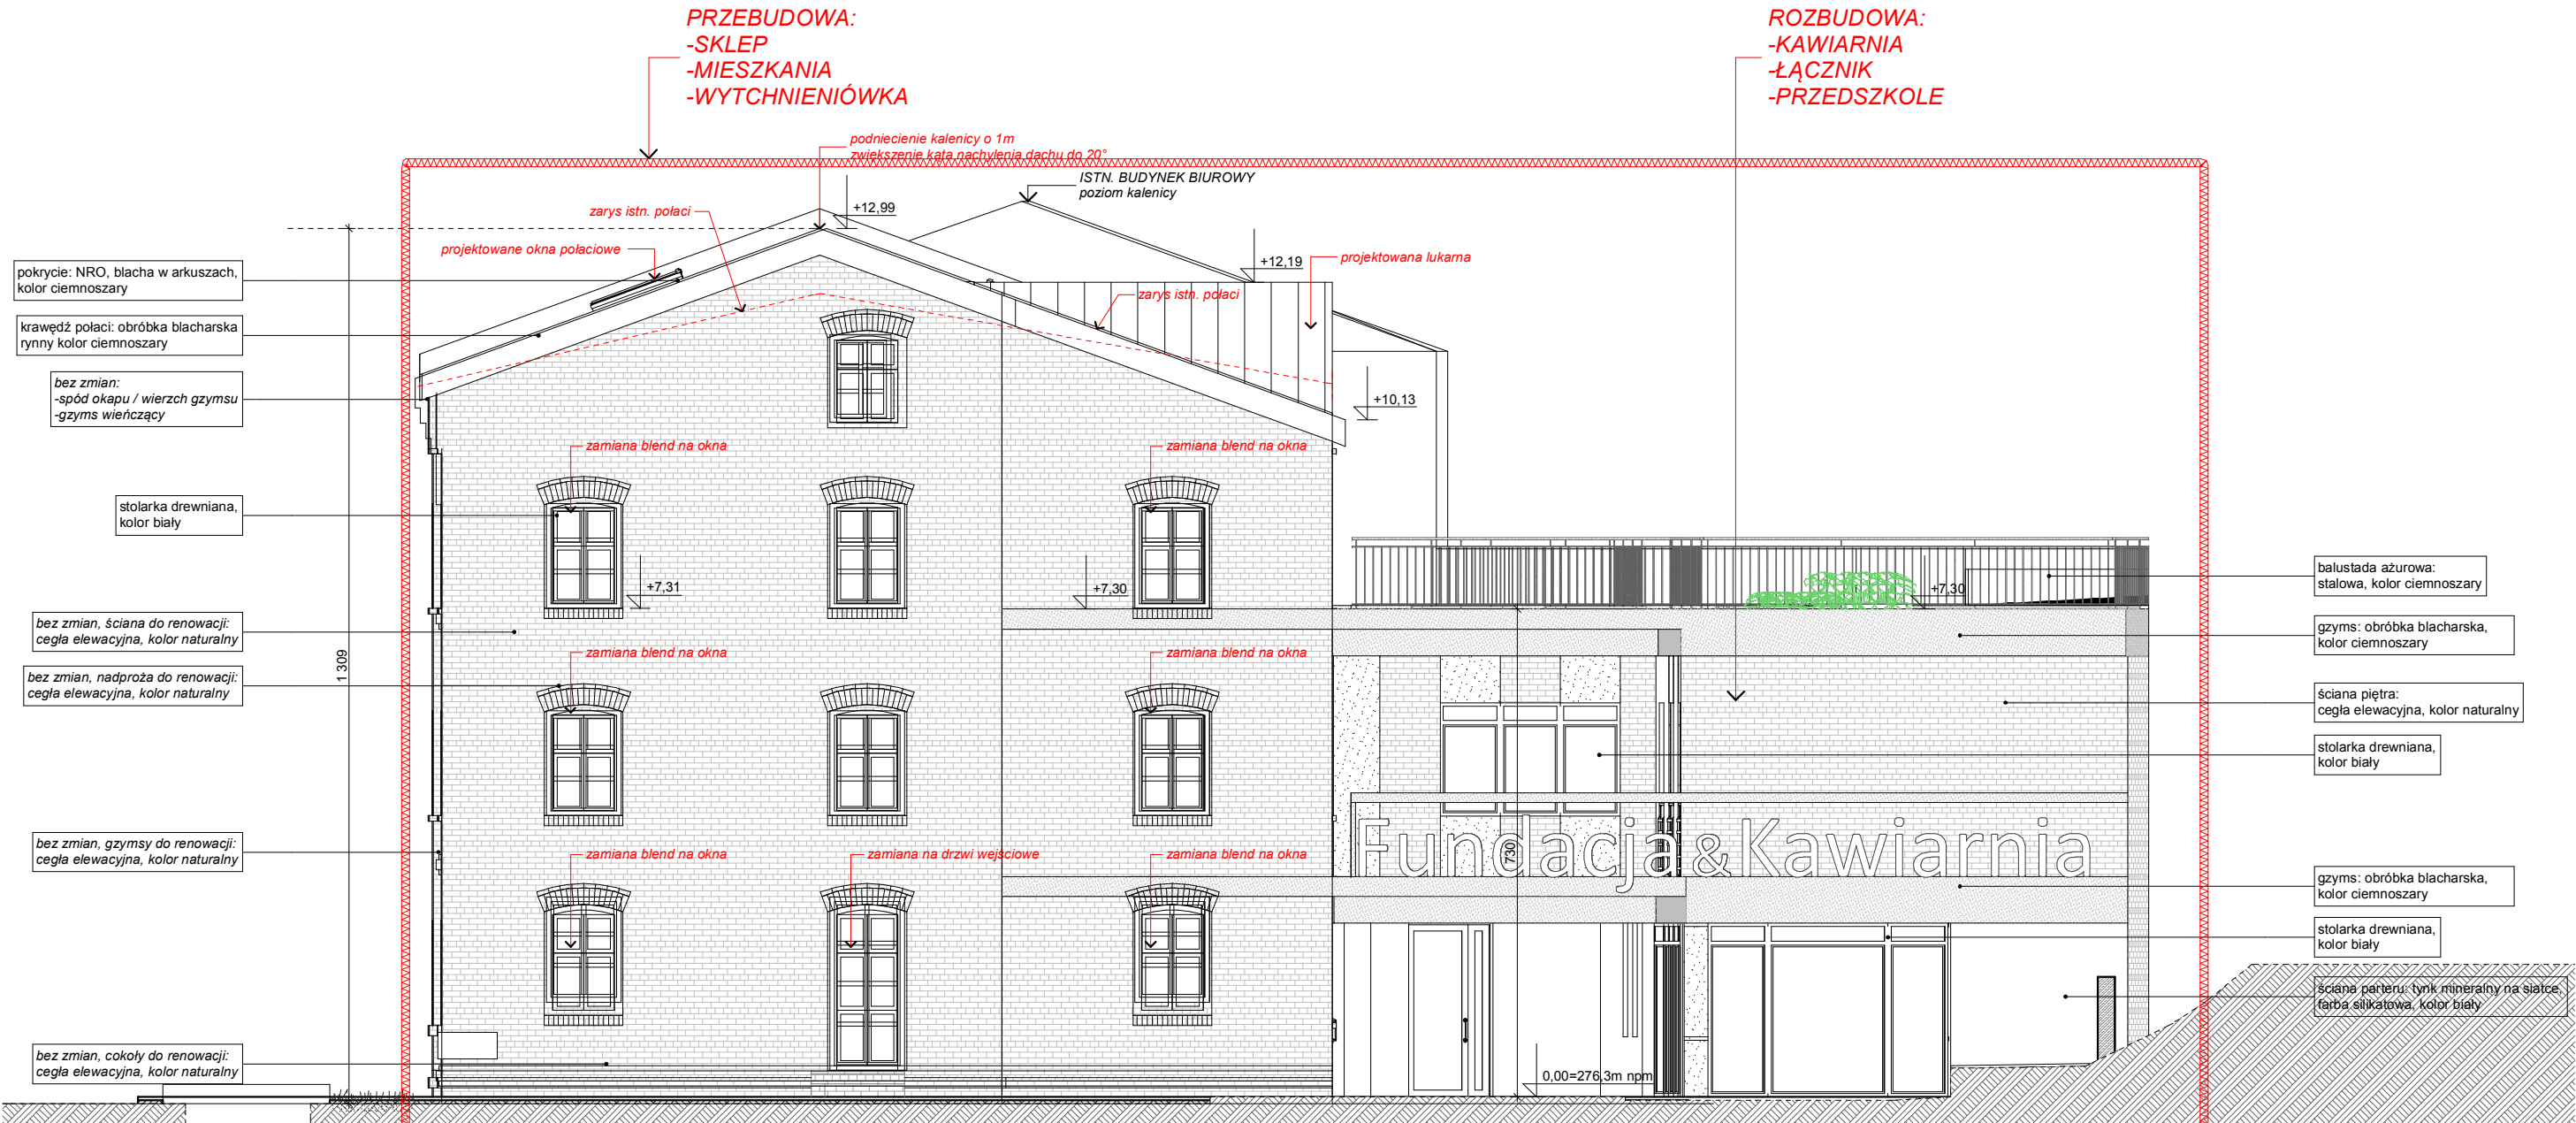 PRZEBUDOWA:
-SKLEP
-MIESZKANIA
-WYTCHNIENIÓWKA
ROZBUDOWA:
-KAWIARNIA
-ŁĄCZNIK
-PRZEDSZKOLE
podniecienie kalenicy o 1m
zwiększenie kąta nachylenia dachu do 20°
ISTN. BUDYNEK BIUROWY
poziom kalenicy
zarys istn. połaci
+12,99
projektowane okna połaciowe
+12,19
projektowana lukarna
pokrycie: NRO, blacha w arkuszach,
kolor ciemnoszary
zarys istn. połaci
krawędź połaci: obróbka blacharska
rynny kolor ciemnoszary
bez zmian:
-spód okapu / wierzch gzymsu
-gzyms wieńczący
+10,13
zamiana blend na okna
zamiana blend na okna
stolarka drewniana,
kolor biały
+7,31
+7,30
+7,30
balustada ażurowa:
stalowa, kolor ciemnoszary
bez zmian, ściana do renowacji:
cegła elewacyjna, kolor naturalny
gzyms: obróbka blacharska,
kolor ciemnoszary
1 309
zamiana blend na okna
zamiana blend na okna
bez zmian, nadproża do renowacji:
cegła elewacyjna, kolor naturalny
ściana piętra:
cegła elewacyjna, kolor naturalny
stolarka drewniana,
kolor biały
bez zmian, gzymsy do renowacji:
cegła elewacyjna, kolor naturalny
zamiana blend na okna
zamiana na drzwi wejściowe
zamiana blend na okna
Fundacja&Kawiarnia
730
gzyms: obróbka blacharska,
kolor ciemnoszary
stolarka drewniana,
kolor biały
ściana parteru: tynk mineralny na siatce,
farba silikatowa, kolor biały
bez zmian, cokoły do renowacji:
cegła elewacyjna, kolor naturalny
0,00=276,3m npm